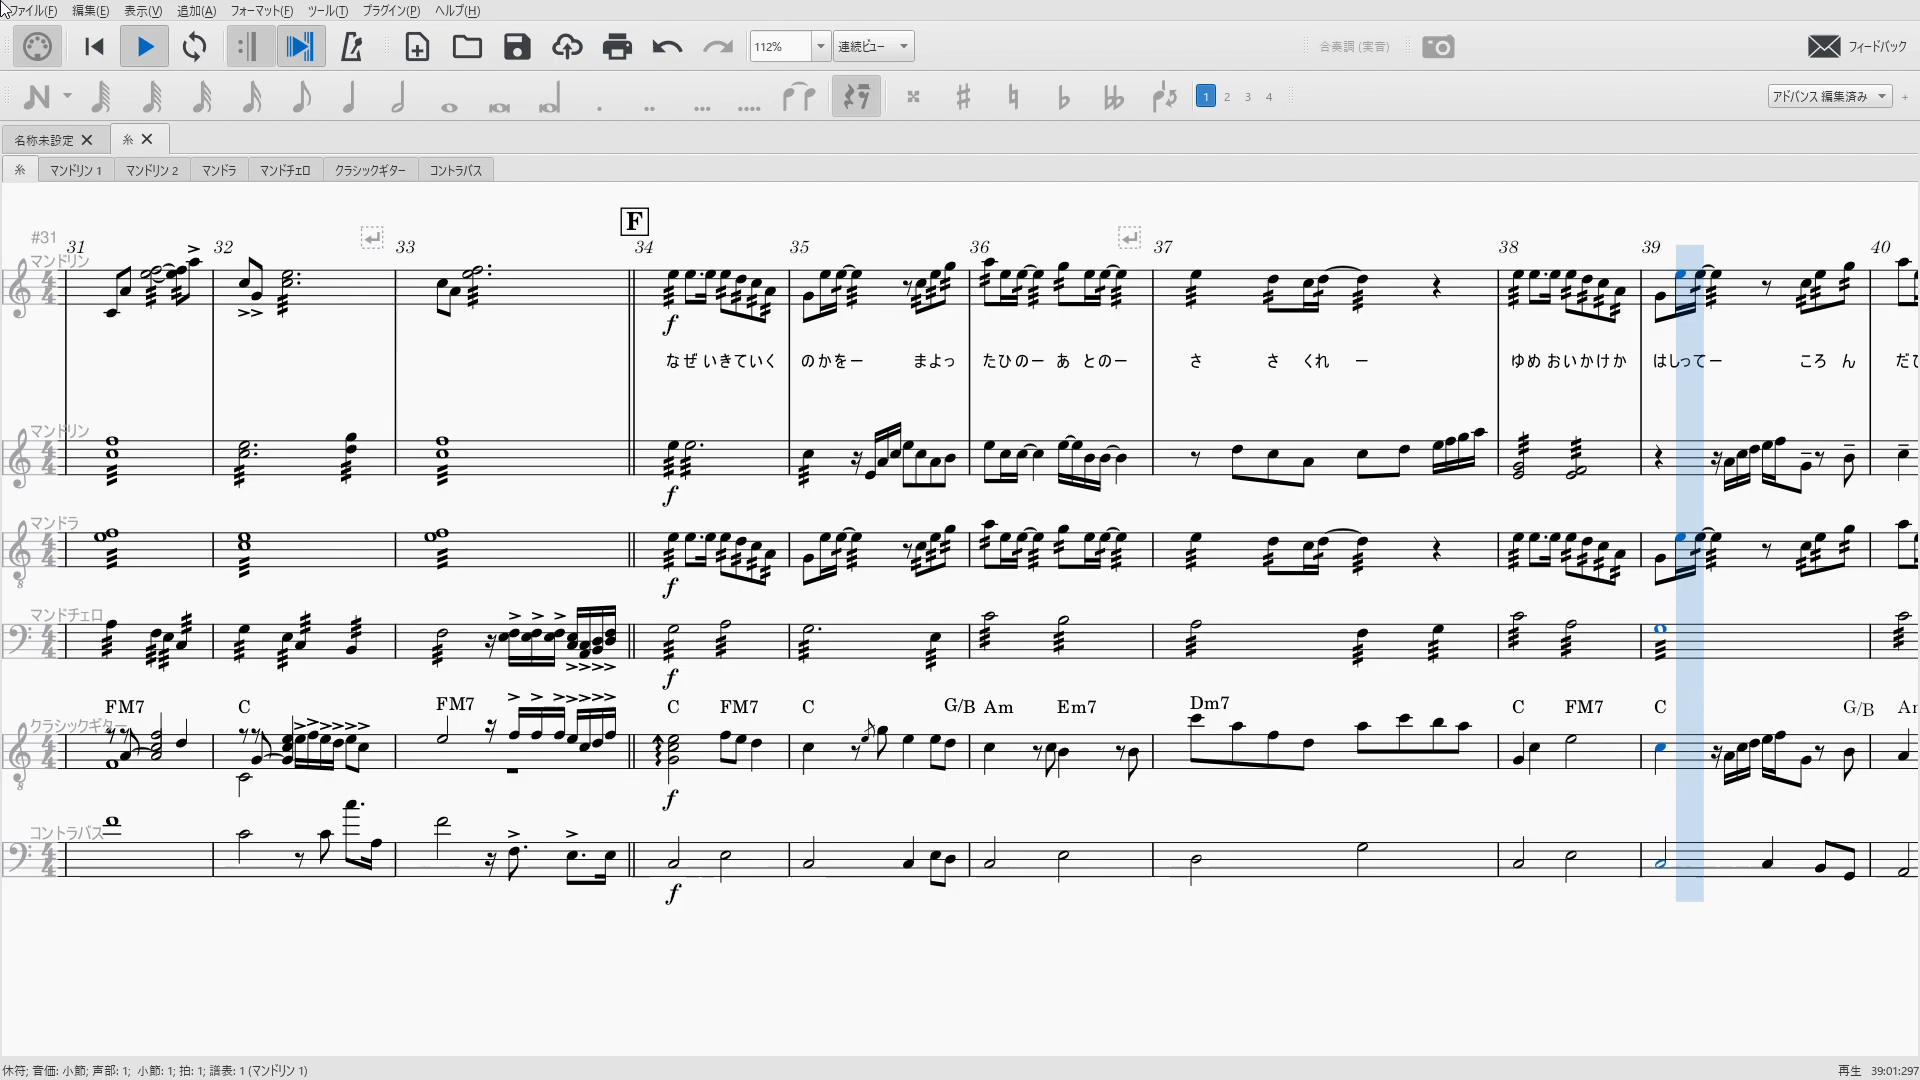 ファイル(F) 編集(E) 表示(V) 追加(A) フォーマット(F) ツール(T) プラグイン(P) ヘルプ(H)
112% 連続ビュー 合奏調 (実音) フィードバック
1 2 3 4 アドバンス 編集済み +
名称未設定 糸
糸 マンドリン 1 マンドリン 2 マンドラ マンドチェロ クラシックギター コントラバス
F
#31 31 32 33 34 35 36 37 38 39 40
マンドリン
f
なぜ いきていく のかをー まよっ たひのー あ とのー さ さ くれ ー ゆめ おいかけか はしってー ころ ん
マンドリン
f
マンドラ
f
マンドチェロ
f
FM7 C FM7 C FM7 C G/B Am Em7 Dm7 C FM7 C G/B
クラシックギター
f
コントラバス
f
休符; 音価: 小節; 声部: 1; 小節: 1; 拍: 1; 譜表: 1 (マンドリン 1) 再生 39:01:297